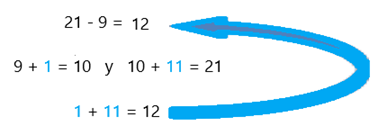 21 - 9 = 12
9 + 1 = 10 y 10 + 11 = 21
1 + 11 = 12